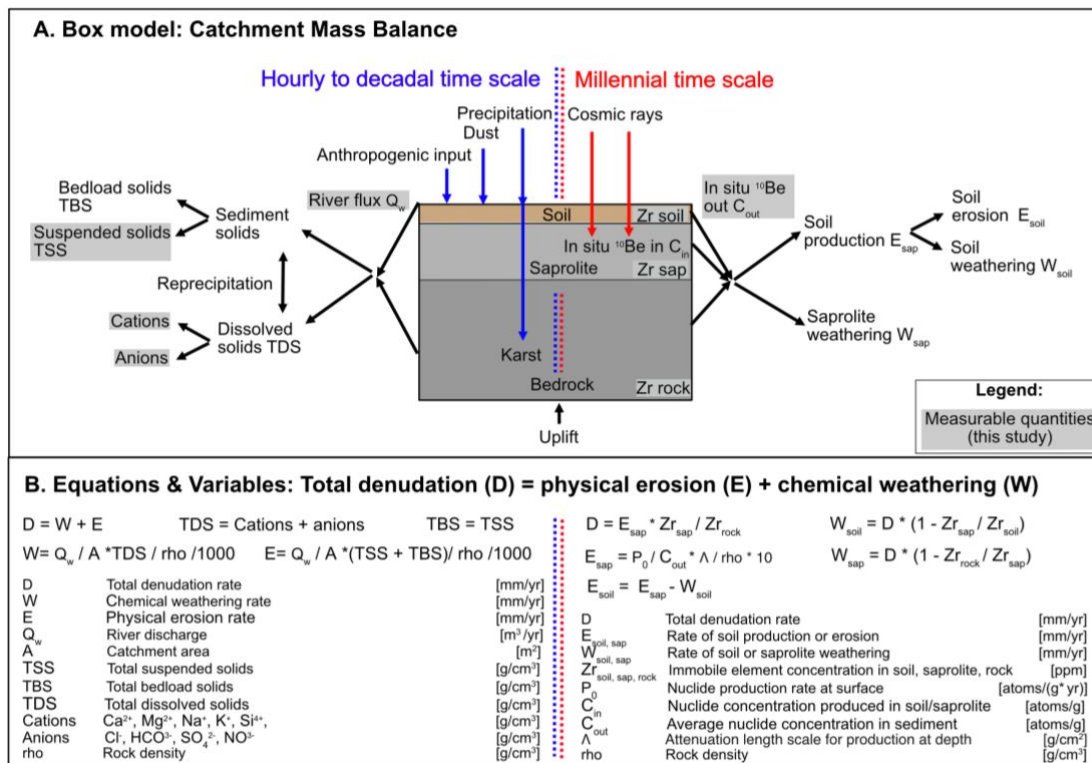 A. Box model: Catchment Mass Balance
Hourly to decadal time scale
Millennial time scale
Precipitation
Dust
Cosmic rays
Anthropogenic input
Bedload solids
TBS
Suspended solids
TSS
Sediment
solids
River flux Qw
Reprecipitation
Cations
Anions
Dissolved
solids TDS
Soil
Zr soil
In situ ¹⁰Be in Cin
Saprolite
Zr sap
Karst
Bedrock
Zr rock
Uplift
In situ ¹⁰Be
out Cout
Soil
production Esap
Soil
erosion Esoil
Soil
weathering Wsoil
Saprolite
weathering Wsap
Legend:
Measurable quantities
(this study)
B. Equations & Variables: Total denudation (D) = physical erosion (E) + chemical weathering (W)
D = W + E TDS = Cations + anions TBS = TSS
W= Qw / A *TDS / rho /1000 E= Qw / A *(TSS + TBS)/ rho /1000
D Total denudation rate [mm/yr]
W Chemical weathering rate [mm/yr]
E Physical erosion rate [mm/yr]
Qw River discharge [m³/yr]
A Catchment area [m²]
TSS Total suspended solids [g/cm³]
TBS Total bedload solids [g/cm³]
TDS Total dissolved solids [g/cm³]
Cations Ca²⁺, Mg²⁺, Na⁺, K⁺, Si⁴⁺, [g/cm³]
Anions Cl⁻, HCO³⁻, SO₄²⁻, NO³⁻ [g/cm³]
rho Rock density [g/cm³]
D = Esap * Zrsap / Zrrock Wsoil = D * (1 - Zrsap / Zrsoil)
Esap = P0 / Cout * Λ / rho * 10 Wsap = D * (1 - Zrrock / Zrsap)
Esoil = Esap - Wsoil
D Total denudation rate [mm/yr]
Esoil, sap Rate of soil production or erosion [mm/yr]
Wsoil, sap Rate of soil or saprolite weathering [mm/yr]
Zrsoil, sap, rock Immobile element concentration in soil, saprolite, rock [ppm]
P0 Nuclide production rate at surface [atoms/(g* yr)]
Cin Nuclide concentration produced in soil/saprolite [atoms/g]
Cout Average nuclide concentration in sediment [atoms/g]
Λ Attenuation length scale for production at depth [g/cm²]
rho Rock density [g/cm³]